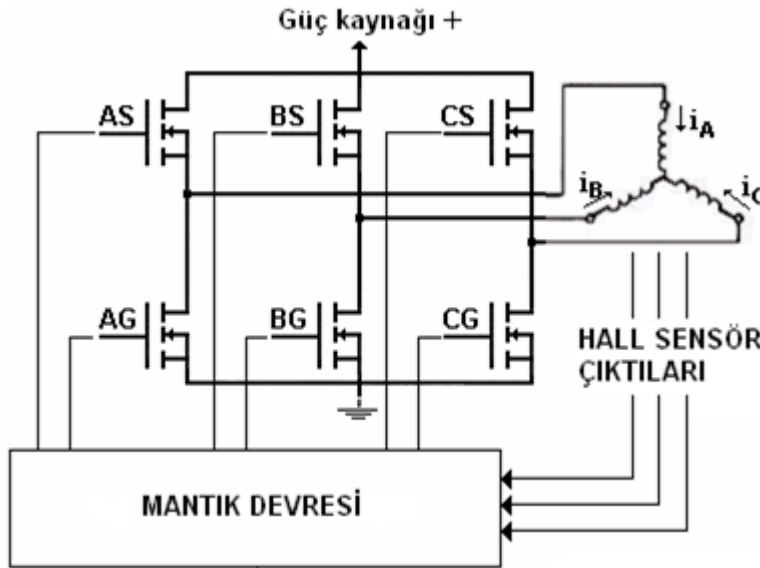 Güç kaynağı +
AS
BS
CS
iA
iB
iC
AG
BG
CG
HALL SENSÖR
ÇIKTILARI
MANTIK DEVRESİ